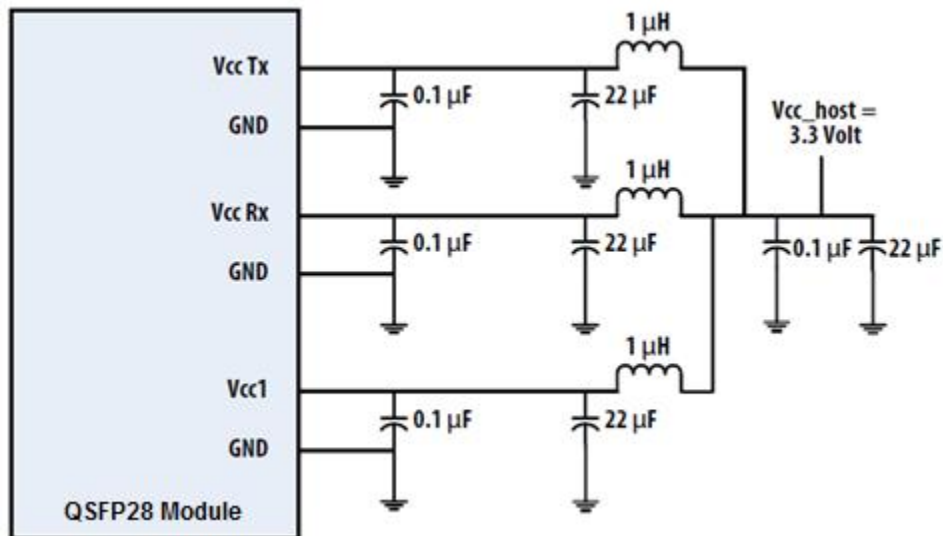 1 μH
Vcc Tx
0.1 μF
22 μF
Vcc_host =
3.3 Volt
GND
1 μH
Vcc Rx
0.1 μF
22 μF
0.1 μF
22 μF
GND
1 μH
Vcc1
0.1 μF
22 μF
GND
QSFP28 Module